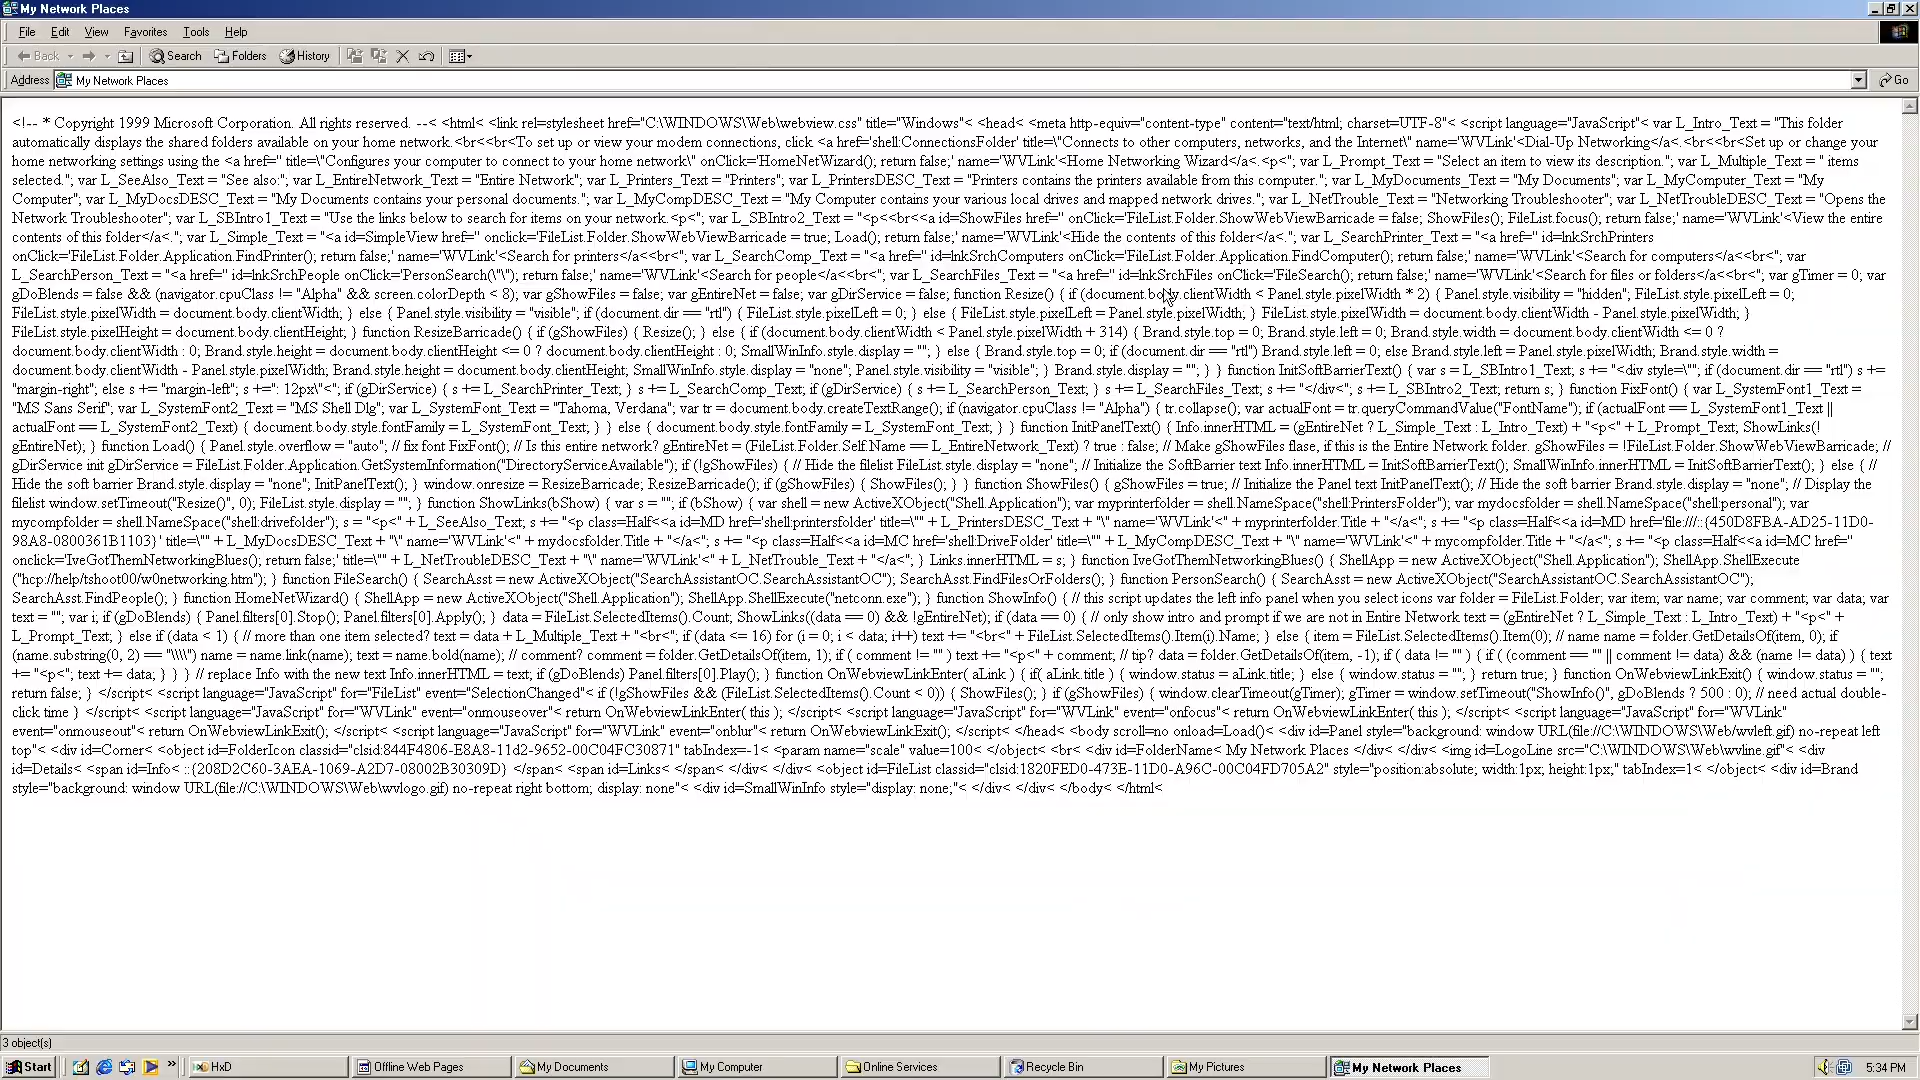 My Network Places
File Edit View Favorites Tools Help
Back Search Folders History
Address My Network Places Go
<!-- * Copyright 1999 Microsoft Corporation. All rights reserved. --< <html< <link rel=stylesheet href="C:\WINDOWS\Web\webview.css" title="Windows"< <head< <meta http-equiv="content-type" content="text/html; charset=UTF-8"< <script language="JavaScript"< var L_Intro_Text = "This folder
automatically displays the shared folders available on your home network.<br<<br<To set up or view your modem connections, click <a href='shell:ConnectionsFolder' title=\"Connects to other computers, networks, and the Internet\" name='WVLink'<Dial-Up Networking</a<.<br<<br<Set up or change your
home networking settings using the <a href='' title=\"Configures your computer to connect to your home network\" onClick='HomeNetWizard(); return false;' name='WVLink'<Home Networking Wizard</a<.<p<"; var L_Prompt_Text = "Select an item to view its description."; var L_Multiple_Text = " items
selected."; var L_SeeAlso_Text = "See also:"; var L_EntireNetwork_Text = "Entire Network"; var L_Printers_Text = "Printers"; var L_PrintersDESC_Text = "Printers contains the printers available from this computer."; var L_MyDocuments_Text = "My Documents"; var L_MyComputer_Text = "My
Computer"; var L_MyDocsDESC_Text = "My Documents contains your personal documents."; var L_MyCompDESC_Text = "My Computer contains your various local drives and mapped network drives."; var L_NetTrouble_Text = "Networking Troubleshooter"; var L_NetTroubleDESC_Text = "Opens the
Network Troubleshooter"; var L_SBIntro1_Text = "Use the links below to search for items on your network.<p<"; var L_SBIntro2_Text = "<p<<br<<a id=ShowFiles href='' onClick='FileList.Folder.ShowWebViewBarricade = false; ShowFiles(); FileList.focus(); return false;' name='WVLink'<View the entire
contents of this folder</a<."; var L_Simple_Text = "<a id=SimpleView href='' onclick='FileList.Folder.ShowWebViewBarricade = true; Load(); return false;' name='WVLink'<Hide the contents of this folder</a<."; var L_SearchPrinter_Text = "<a href='' id=lnkSrchPrinters
onClick='FileList.Folder.Application.FindPrinter(); return false;' name='WVLink'<Search for printers</a<<br<"; var L_SearchComp_Text = "<a href='' id=lnkSrchComputers onClick='FileList.Folder.Application.FindComputer(); return false;' name='WVLink'<Search for computers</a<<br<"; var
L_SearchPerson_Text = "<a href='' id=lnkSrchPeople onClick='PersonSearch(\"\"); return false;' name='WVLink'<Search for people</a<<br<"; var L_SearchFiles_Text = "<a href='' id=lnkSrchFiles onClick='FileSearch(); return false;' name='WVLink'<Search for files or folders</a<<br<"; var gTimer = 0; var
gDoBlends = false && (navigator.cpuClass != "Alpha" && screen.colorDepth < 8); var gShowFiles = false; var gEntireNet = false; var gDirService = false; function Resize() { if (document.body.clientWidth < Panel.style.pixelWidth * 2) { Panel.style.visibility = "hidden"; FileList.style.pixelLeft = 0;
FileList.style.pixelWidth = document.body.clientWidth; } else { Panel.style.visibility = "visible"; if (document.dir == "rtl") { FileList.style.pixelLeft = 0; } else { FileList.style.pixelLeft = Panel.style.pixelWidth; } FileList.style.pixelWidth = document.body.clientWidth - Panel.style.pixelWidth; }
FileList.style.pixelHeight = document.body.clientHeight; } function ResizeBarricade() { if (gShowFiles) { Resize(); } else { if (document.body.clientWidth < Panel.style.pixelWidth + 314) { Brand.style.top = 0; Brand.style.left = 0; Brand.style.width = document.body.clientWidth <= 0 ?
document.body.clientWidth : 0; Brand.style.height = document.body.clientHeight <= 0 ? document.body.clientHeight : 0; SmallWinInfo.style.display = ""; } else { Brand.style.top = 0; if (document.dir == "rtl") Brand.style.left = 0; else Brand.style.left = Panel.style.pixelWidth; Brand.style.width =
document.body.clientWidth - Panel.style.pixelWidth; Brand.style.height = document.body.clientHeight; SmallWinInfo.style.display = "none"; Panel.style.visibility = "visible"; } Brand.style.display = ""; } } function InitSoftBarrierText() { var s = L_SBIntro1_Text; s += "<div style=\""; if (document.dir == "rtl") s +=
"margin-right"; else s += "margin-left"; s +=": 12px\"<"; if (gDirService) { s += L_SearchPrinter_Text; } s += L_SearchComp_Text; if (gDirService) { s += L_SearchPerson_Text; } s += L_SearchFiles_Text; s += "</div<"; s += L_SBIntro2_Text; return s; } function FixFont() { var L_SystemFont1_Text =
"MS Sans Serif"; var L_SystemFont2_Text = "MS Shell Dlg"; var L_SystemFont_Text = "Tahoma, Verdana"; var tr = document.body.createTextRange(); if (navigator.cpuClass != "Alpha") { tr.collapse(); var actualFont = tr.queryCommandValue("FontName"); if (actualFont == L_SystemFont1_Text ||
actualFont == L_SystemFont2_Text) { document.body.style.fontFamily = L_SystemFont_Text; } } else { document.body.style.fontFamily = L_SystemFont_Text; } } function InitPanelText() { Info.innerHTML = (gEntireNet ? L_Simple_Text : L_Intro_Text) + "<p<" + L_Prompt_Text; ShowLinks(!
gEntireNet); } function Load() { Panel.style.overflow = "auto"; // fix font FixFont(); // Is this entire network? gEntireNet = (FileList.Folder.Self.Name == L_EntireNetwork_Text) ? true : false; // Make gShowFiles flase, if this is the Entire Network folder. gShowFiles = !FileList.Folder.ShowWebViewBarricade; //
gDirService init gDirService = FileList.Folder.Application.GetSystemInformation("DirectoryServiceAvailable"); if (!gShowFiles) { // Hide the filelist FileList.style.display = "none"; // Initialize the SoftBarrier text Info.innerHTML = InitSoftBarrierText(); SmallWinInfo.innerHTML = InitSoftBarrierText(); } else { //
Hide the soft barrier Brand.style.display = "none"; InitPanelText(); } window.onresize = ResizeBarricade; ResizeBarricade(); if (gShowFiles) { ShowFiles(); } } function ShowFiles() { gShowFiles = true; // Initialize the Panel text InitPanelText(); // Hide the soft barrier Brand.style.display = "none"; // Display the
filelist window.setTimeout("Resize()", 0); FileList.style.display = ""; } function ShowLinks(bShow) { var s = ""; if (bShow) { var shell = new ActiveXObject("Shell.Application"); var myprinterfolder = shell.NameSpace("shell:PrintersFolder"); var mydocsfolder = shell.NameSpace("shell:personal"); var
mycompfolder = shell.NameSpace("shell:drivefolder"); s = "<p<" + L_SeeAlso_Text; s += "<p class=Half<<a id=MD href='shell:printersfolder' title=\"" + L_PrintersDESC_Text + "\" name='WVLink'<" + myprinterfolder.Title + "</a<"; s += "<p class=Half<<a id=MD href='file:///::{450D8FBA-AD25-11D0-
98A8-0800361B1103}' title=\"" + L_MyDocsDESC_Text + "\" name='WVLink'<" + mydocsfolder.Title + "</a<"; s += "<p class=Half<<a id=MC href='shell:DriveFolder' title=\"" + L_MyCompDESC_Text + "\" name='WVLink'<" + mycompfolder.Title + "</a<"; s += "<p class=Half<<a id=MC href=''
onclick='IveGotThemNetworkingBlues(); return false;' title=\"" + L_NetTroubleDESC_Text + "\" name='WVLink'<" + L_NetTrouble_Text + "</a<"; } Links.innerHTML = s; } function IveGotThemNetworkingBlues() { ShellApp = new ActiveXObject("Shell.Application"); ShellApp.ShellExecute
("hcp://help/tshoot00/w0networking.htm"); } function FileSearch() { SearchAsst = new ActiveXObject("SearchAssistantOC.SearchAssistantOC"); SearchAsst.FindFilesOrFolders(); } function PersonSearch() { SearchAsst = new ActiveXObject("SearchAssistantOC.SearchAssistantOC");
SearchAsst.FindPeople(); } function HomeNetWizard() { ShellApp = new ActiveXObject("Shell.Application"); ShellApp.ShellExecute("netconn.exe"); } function ShowInfo() { // this script updates the left info panel when you select icons var folder = FileList.Folder; var item; var name; var comment; var data; var
text = ""; var i; if (gDoBlends) { Panel.filters[0].Stop(); Panel.filters[0].Apply(); } data = FileList.SelectedItems().Count; ShowLinks((data == 0) && !gEntireNet); if (data == 0) { // only show intro and prompt if we are not in Entire Network text = (gEntireNet ? L_Simple_Text : L_Intro_Text) + "<p<" +
L_Prompt_Text; } else if (data < 1) { // more than one item selected? text = data + L_Multiple_Text + "<br<"; if (data <= 16) for (i = 0; i < data; i++) text += "<br<" + FileList.SelectedItems().Item(i).Name; } else { item = FileList.SelectedItems().Item(0); // name name = folder.GetDetailsOf(item, 0); if
(name.substring(0, 2) == "\\\\") name = name.link(name); text = name.bold(name); // comment? comment = folder.GetDetailsOf(item, 1); if ( comment != "" ) text += "<p<" + comment; // tip? data = folder.GetDetailsOf(item, -1); if ( data != "" ) { if ( (comment == "" || comment != data) && (name != data) ) { text
+= "<p<"; text += data; } } } // replace Info with the new text Info.innerHTML = text; if (gDoBlends) Panel.filters[0].Play(); } function OnWebviewLinkEnter( aLink ) { if( aLink.title ) { window.status = aLink.title; } else { window.status = ""; } return true; } function OnWebviewLinkExit() { window.status = "";
return false; } </script< <script language="JavaScript" for="FileList" event="SelectionChanged"< if (!gShowFiles && (FileList.SelectedItems().Count < 0)) { ShowFiles(); } if (gShowFiles) { window.clearTimeout(gTimer); gTimer = window.setTimeout("ShowInfo()", gDoBlends ? 500 : 0); // need actual double-
click time } </script< <script language="JavaScript" for="WVLink" event="onmouseover"< return OnWebviewLinkEnter( this ); </script< <script language="JavaScript" for="WVLink" event="onfocus"< return OnWebviewLinkEnter( this ); </script< <script language="JavaScript" for="WVLink"
event="onmouseout"< return OnWebviewLinkExit(); </script< <script language="JavaScript" for="WVLink" event="onblur"< return OnWebviewLinkExit(); </script< </head< <body scroll=no onload=Load()< <div id=Panel style="background: window URL(file://C:\WINDOWS\Web/wvleft.gif) no-repeat left
top"< <div id=Corner< <object id=FolderIcon classid="clsid:844F4806-E8A8-11d2-9652-00C04FC30871" tabIndex=-1< <param name="scale" value=100< </object< <br< <div id=FolderName< My Network Places </div< </div< <img id=LogoLine src="C:\WINDOWS\Web\wvline.gif"< <div
id=Details< <span id=Info< ::{208D2C60-3AEA-1069-A2D7-08002B30309D} </span< <span id=Links< </span< </div< </div< <object id=FileList classid="clsid:1820FED0-473E-11D0-A96C-00C04FD705A2" style="position:absolute; width:1px; height:1px;" tabIndex=1< </object< <div id=Brand
style="background: window URL(file://C:\WINDOWS\Web\wvlogo.gif) no-repeat right bottom; display: none"< <div id=SmallWinInfo style="display: none;"< </div< </div< </body< </html<
3 object(s)
Start » HxD Offline Web Pages My Documents My Computer Online Services Recycle Bin My Pictures My Network Places 5:34 PM